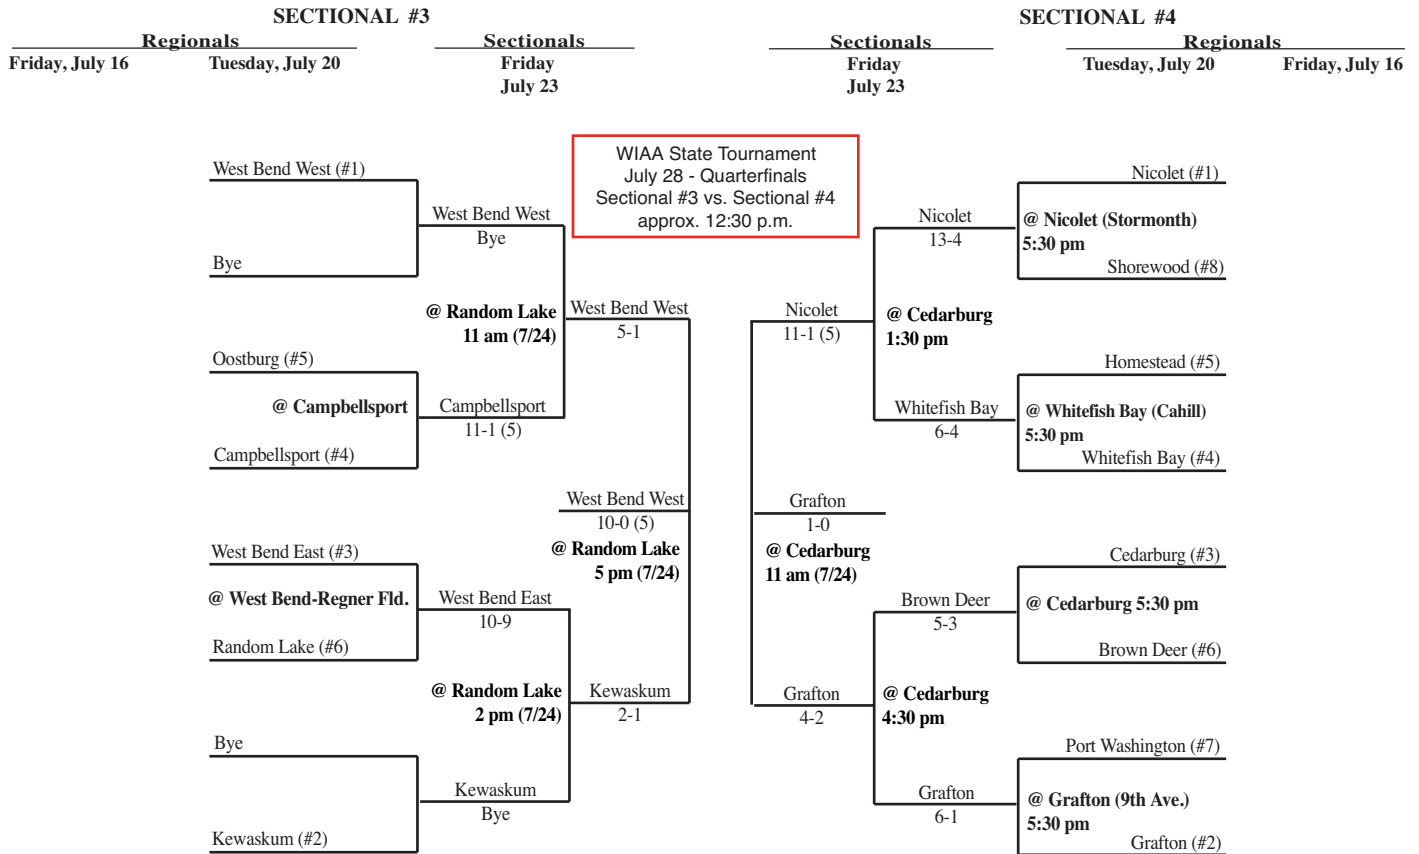 SECTIONAL #3
Regionals
Sectionals
Friday, July 16
Tuesday, July 20
Friday
July 23
West Bend West (#1)
Bye
West Bend West
Bye
@ Random Lake
11 am (7/24)
West Bend West
5-1
Oostburg (#5)
@ Campbellsport
Campbellsport (#4)
Campbellsport
11-1 (5)
West Bend West
10-0 (5)
@ Random Lake
5 pm (7/24)
West Bend East (#3)
@ West Bend-Regner Fld.
Random Lake (#6)
West Bend East
10-9
@ Random Lake
2 pm (7/24)
Kewaskum
2-1
Bye
Kewaskum (#2)
Kewaskum
Bye
WIAA State Tournament
July 28 - Quarterfinals
Sectional #3 vs. Sectional #4
approx. 12:30 p.m.
SECTIONAL #4
Sectionals
Regionals
Friday
July 23
Tuesday, July 20
Friday, July 16
Nicolet (#1)
@ Nicolet (Stormonth)
5:30 pm
Shorewood (#8)
Nicolet
13-4
Nicolet
11-1 (5)
@ Cedarburg
1:30 pm
Homestead (#5)
@ Whitefish Bay (Cahill)
5:30 pm
Whitefish Bay (#4)
Whitefish Bay
6-4
Grafton
1-0
@ Cedarburg
11 am (7/24)
Cedarburg (#3)
@ Cedarburg 5:30 pm
Brown Deer (#6)
Brown Deer
5-3
Grafton
4-2
@ Cedarburg
4:30 pm
Port Washington (#7)
@ Grafton (9th Ave.)
5:30 pm
Grafton (#2)
Grafton
6-1